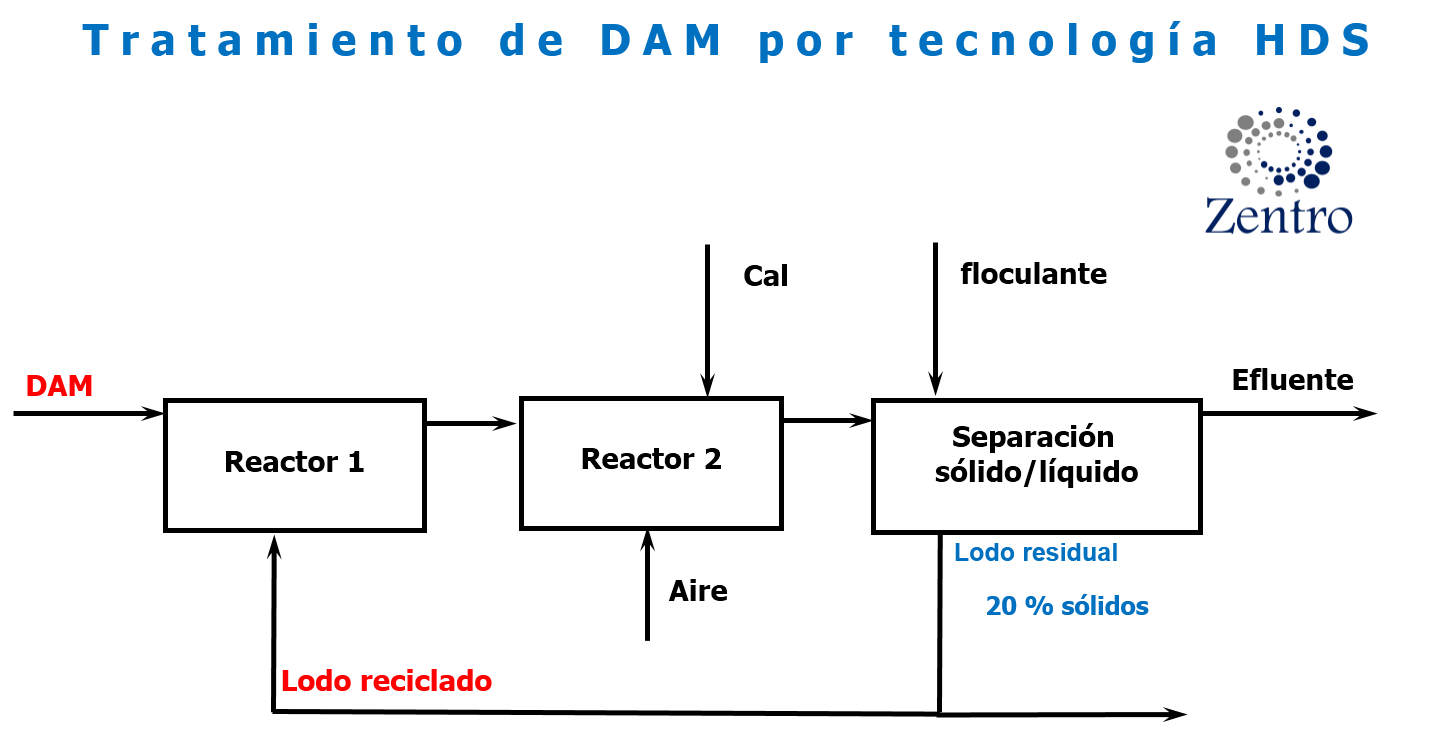 Tratamiento de DAM por tecnología HDS
Zentro
Cal
floculante
DAM
Efluente
Reactor 1
Reactor 2
Separación
sólido/líquido
Lodo residual
20 % sólidos
Aire
Lodo reciclado